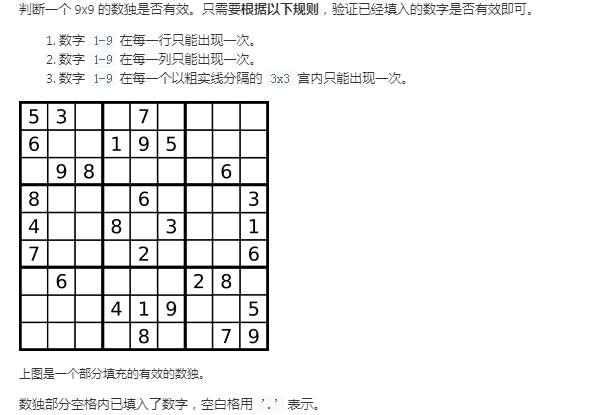 判断一个 9x9 的数独是否有效。只需要根据以下规则，验证已经填入的数字是否有效即可。
1. 数字 1-9 在每一行只能出现一次。
2. 数字 1-9 在每一列只能出现一次。
3. 数字 1-9 在每一个以粗实线分隔的 3x3 宫内只能出现一次。
5 3 7
6 1 9 5
9 8 6
8 6 3
4 8 3 1
7 2 6
6 2 8
4 1 9 5
8 7 9
上图是一个部分填充的有效的数独。
数独部分空格内已填入了数字，空白格用 '.' 表示。